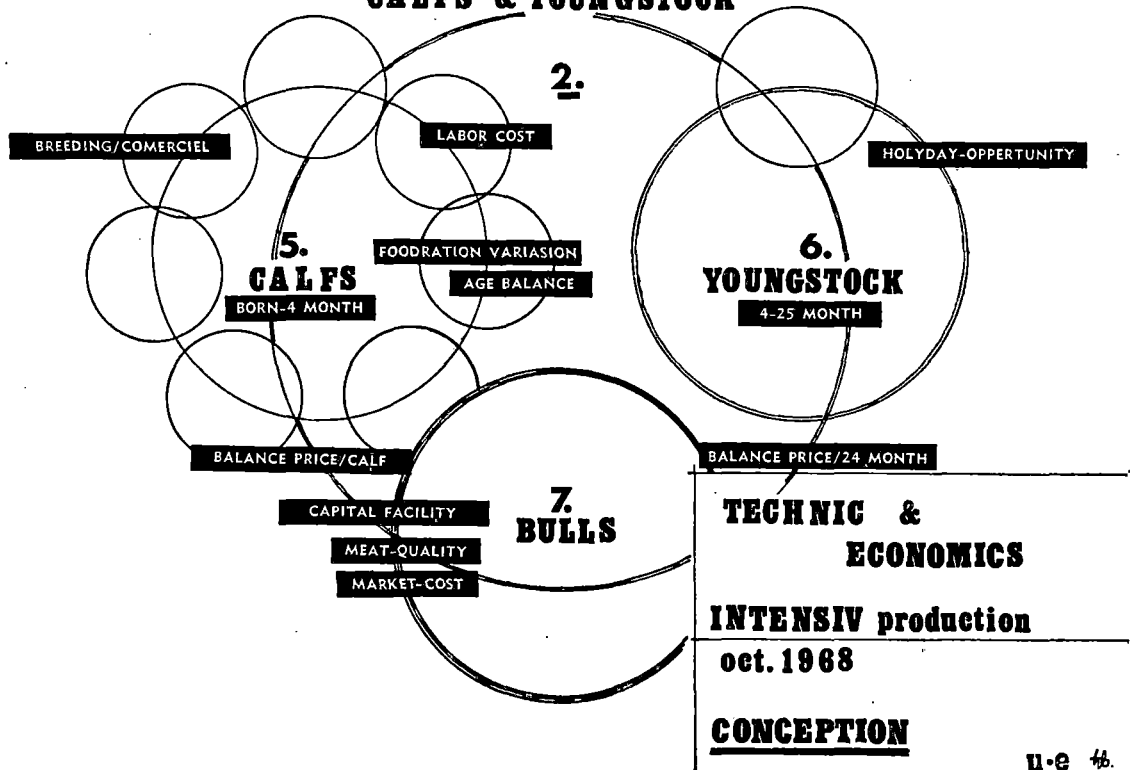 CALFS & YOUNGSTOCK
2.
BREEDING/COMERCIEL
LABOR COST
HOLYDAY-OPPERTUNITY
5.
CALFS
BORN-4 MONTH
FOODRATION VARIASION
AGE BALANCE
6.
YOUNGSTOCK
4-25 MONTH
BALANCE PRICE/CALF
BALANCE PRICE/24 MONTH
CAPITAL FACILITY
MEAT-QUALITY
MARKET-COST
7.
BULLS
TECHNIC &
ECONOMICS
INTENSIV production
oct. 1968
CONCEPTION
u·e